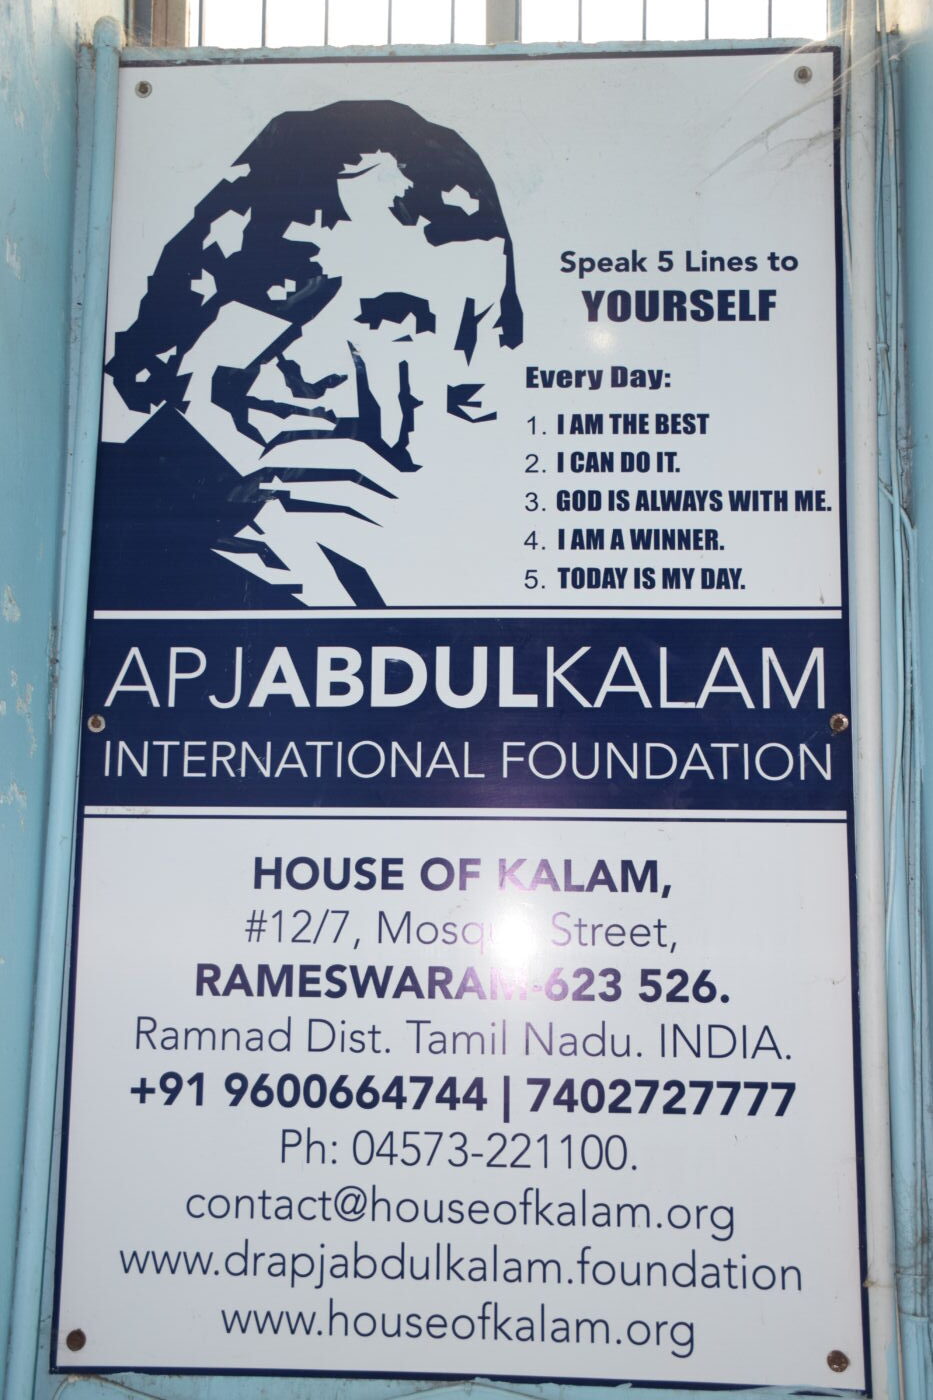 Speak 5 Lines to
YOURSELF
Every Day:
1. I AM THE BEST
2. I CAN DO IT.
3. GOD IS ALWAYS WITH ME.
4. I AM A WINNER.
5. TODAY IS MY DAY.
APJABDULKALAM
INTERNATIONAL FOUNDATION
HOUSE OF KALAM,
#12/7, Mosque Street,
RAMESWARAM-623 526.
Ramnad Dist. Tamil Nadu. INDIA.
+91 9600664744 | 7402727777
Ph: 04573-221100.
contact@houseofkalam.org
www.drapjabdulkalam.foundation
www.houseofkalam.org